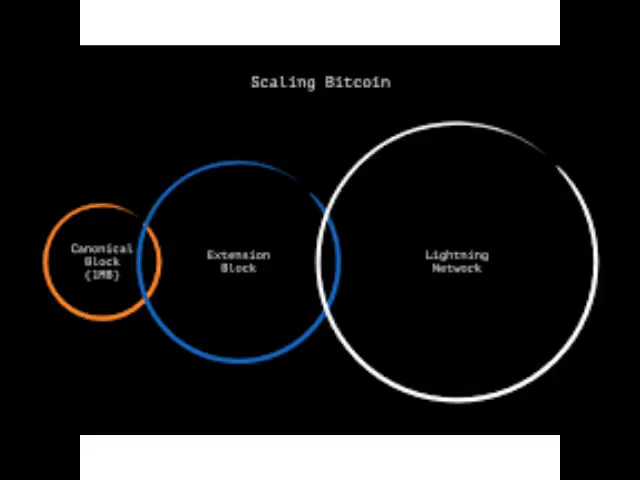 Scaling Bitcoin
Canonical
Block
(1MB)
Extension
Block
Lightning
Network